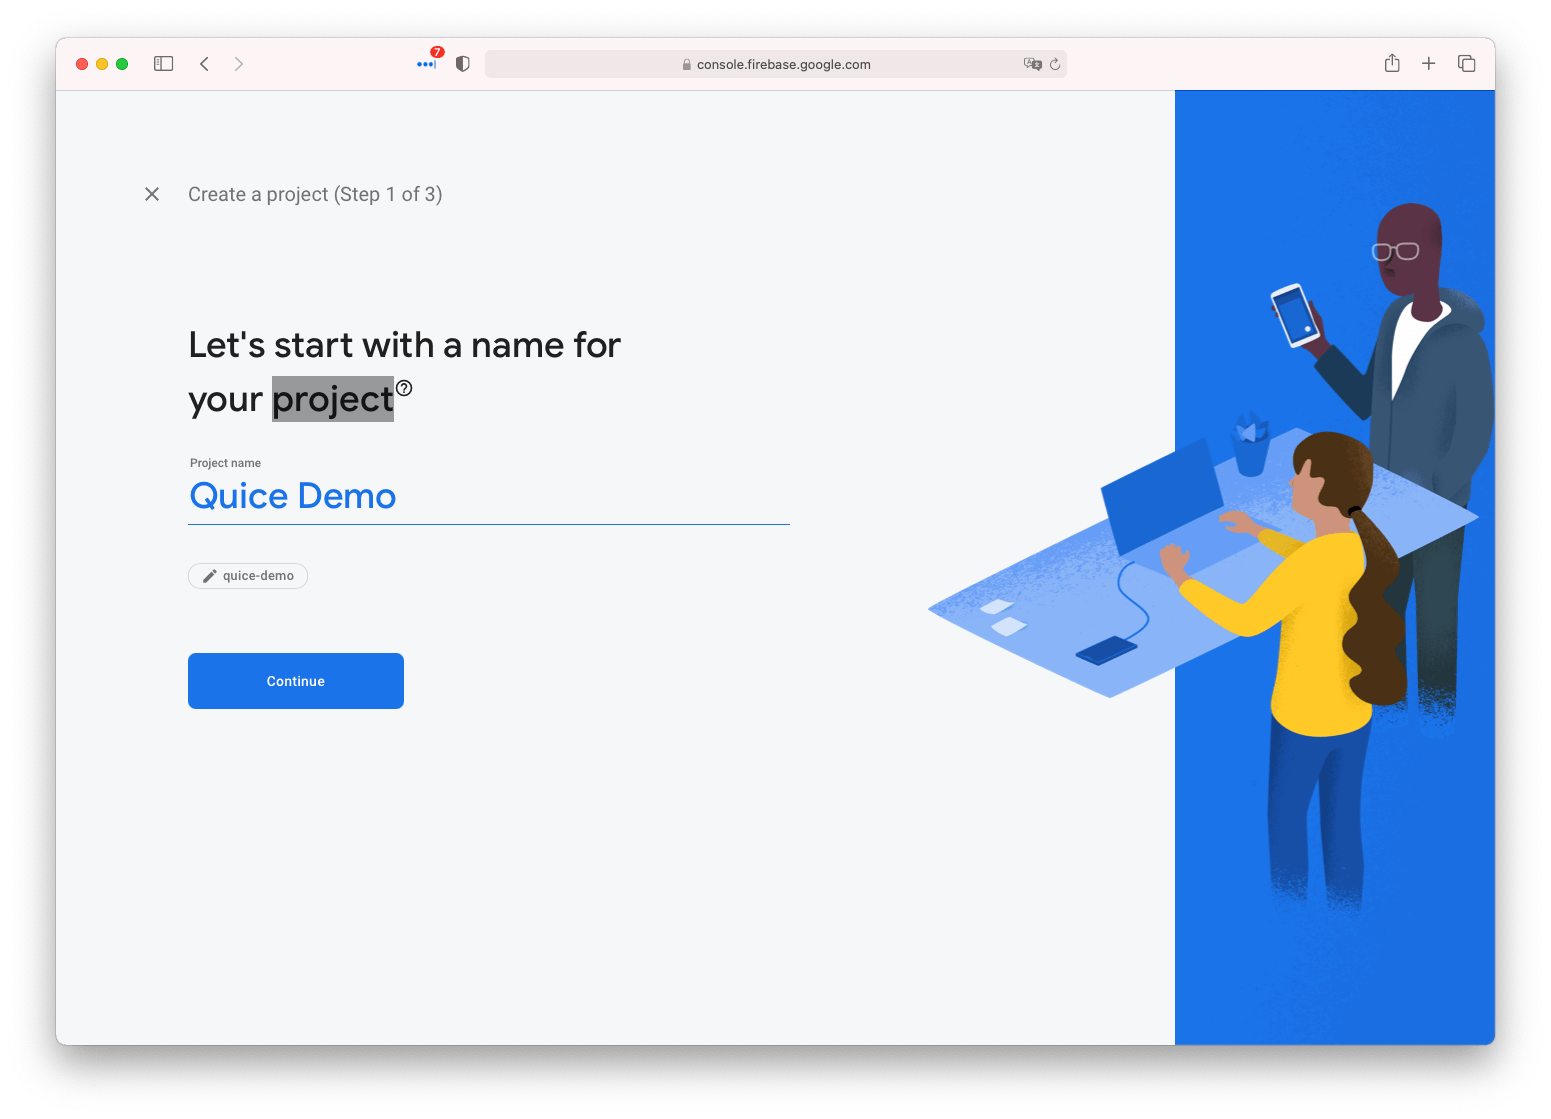 7
console.firebase.google.com
Create a project (Step 1 of 3)
Let's start with a name for
your project
Project name
Quice Demo
quice-demo
Continue